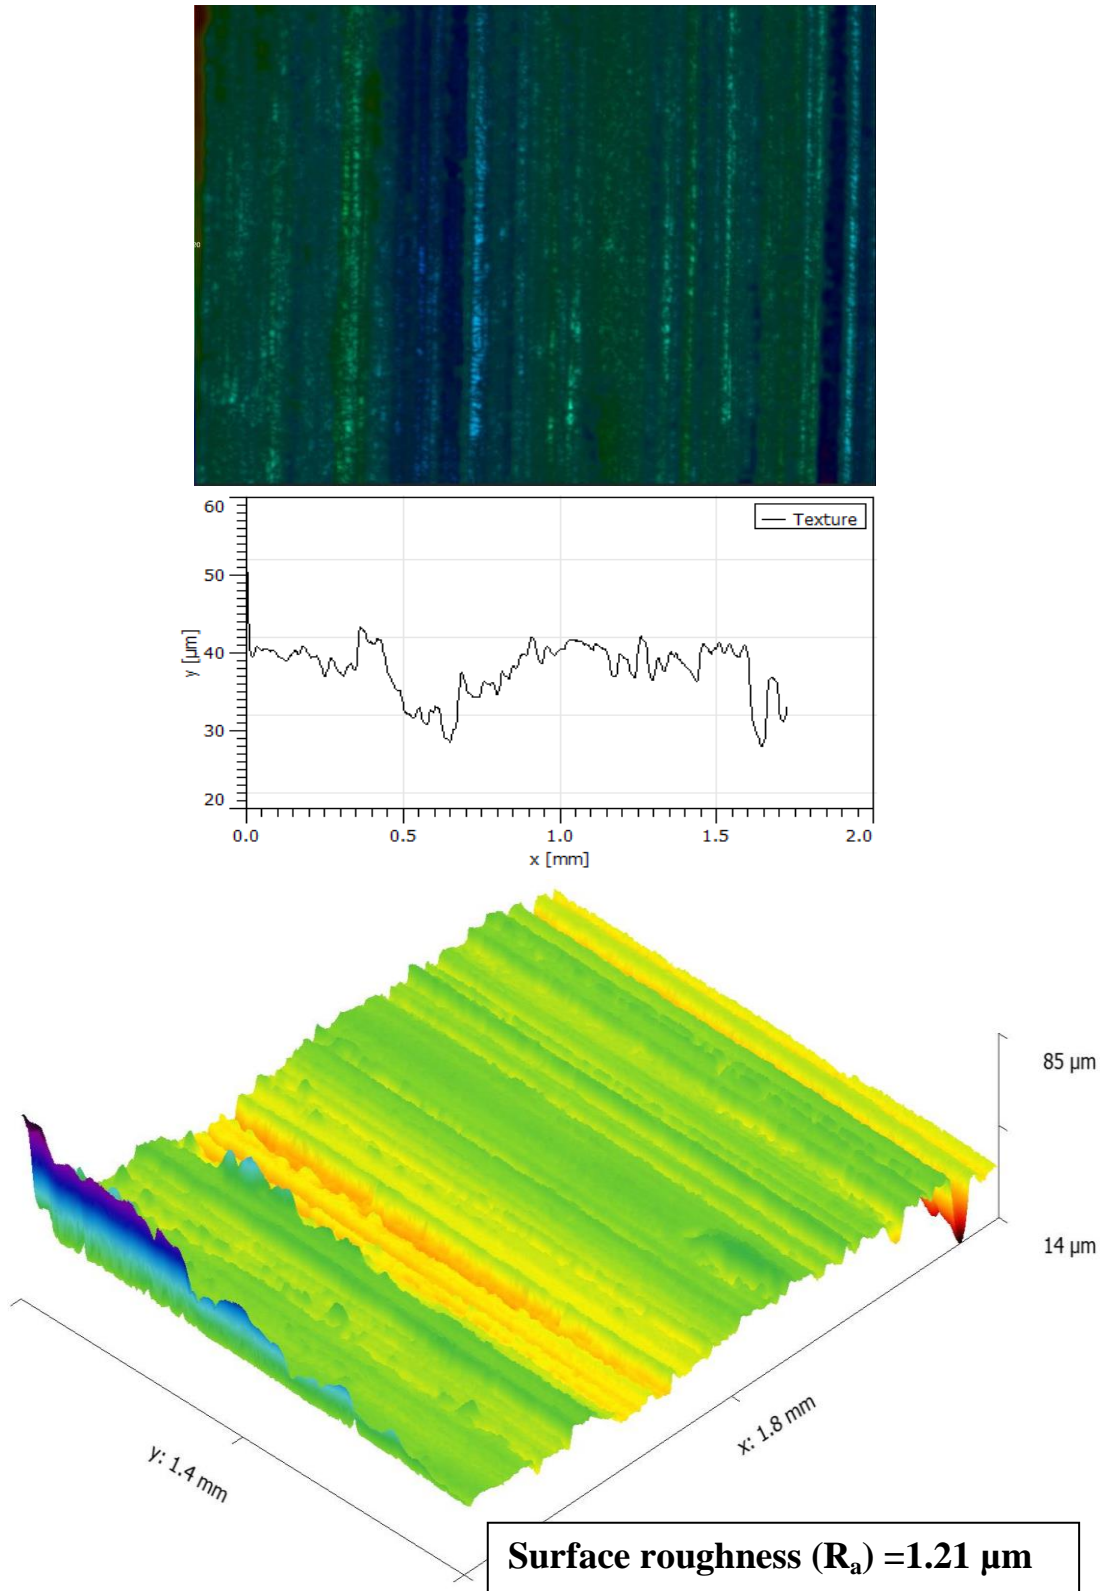 60
Texture
50
y [µm]
40
30
20
0.0 0.5 1.0 1.5 2.0
x [mm]
85 µm
14 µm
x: 1.8 mm
y: 1.4 mm
Surface roughness (Rₐ) =1.21 µm